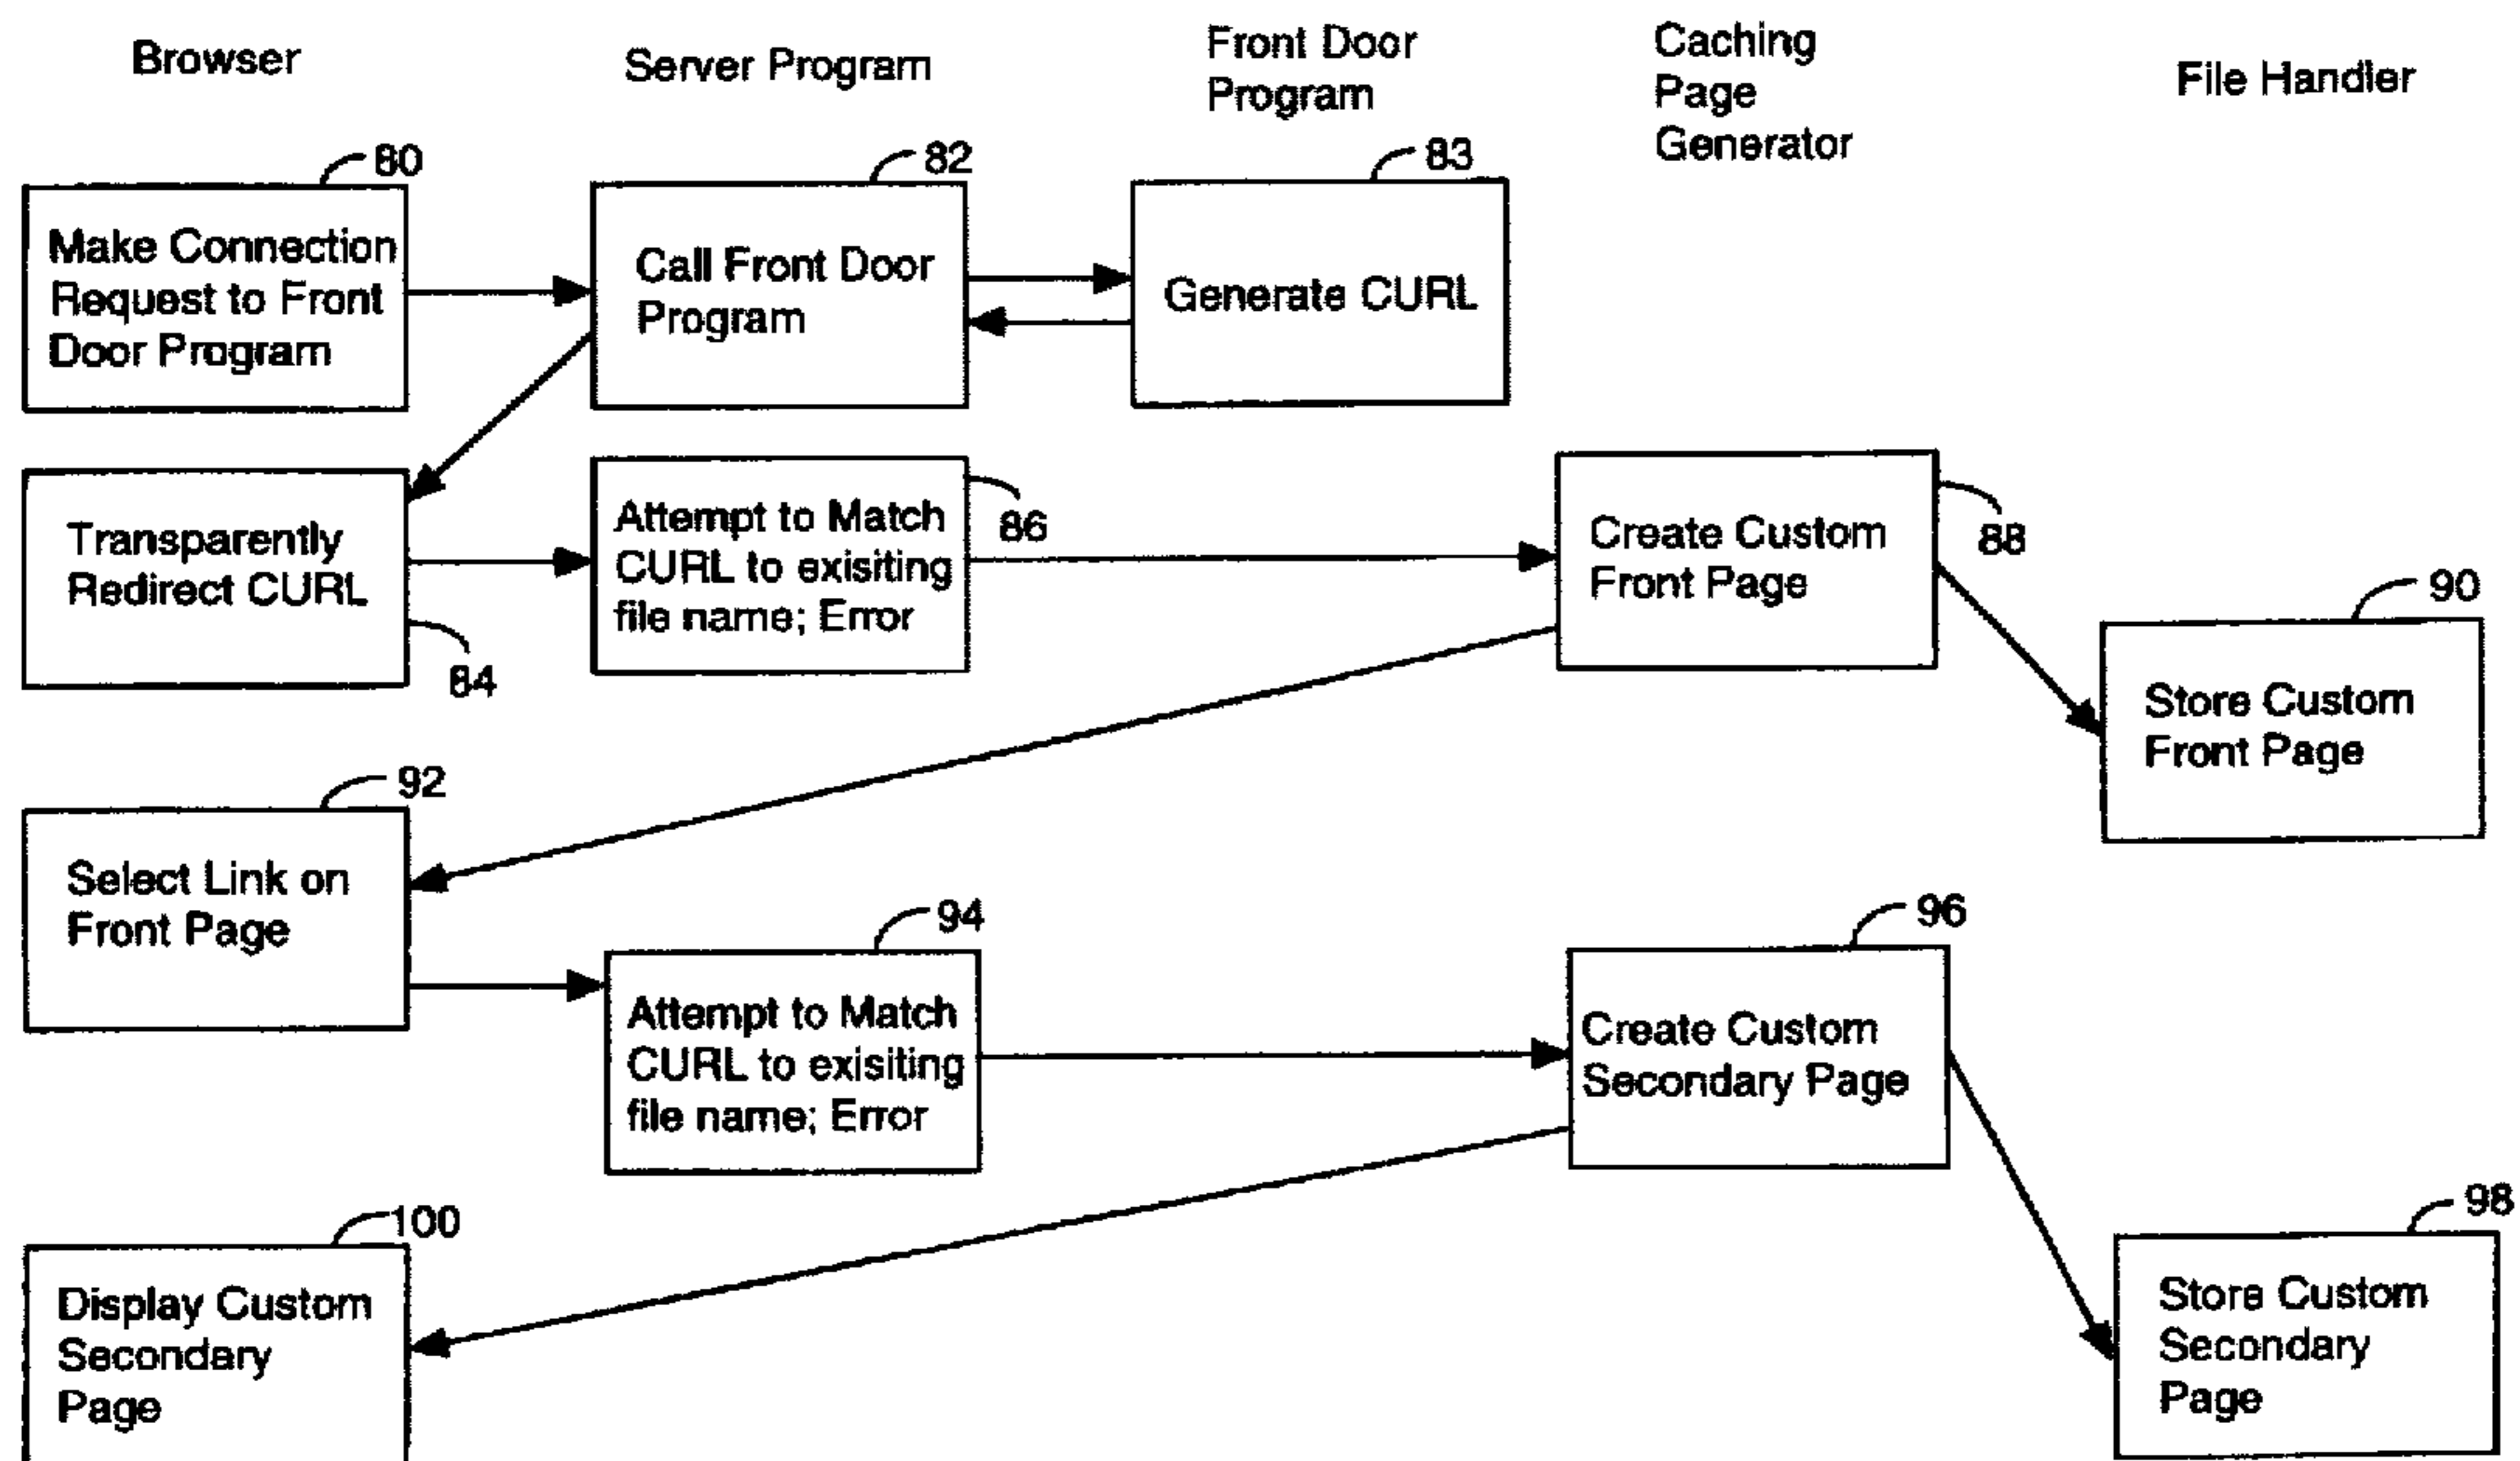 Browser
Server Program
Front Door
Program
Caching
Page
Generator
File Handler
80
Make Connection
Request to Front
Door Program
82
Call Front Door
Program
83
Generate CURL
Transparently
Redirect CURL
84
Attempt to Match
CURL to exisiting
file name; Error
86
Create Custom
Front Page
88
90
Store Custom
Front Page
92
Select Link on
Front Page
94
Attempt to Match
CURL to exisiting
file name; Error
96
Create Custom
Secondary Page
98
Store Custom
Secondary
Page
100
Display Custom
Secondary
Page